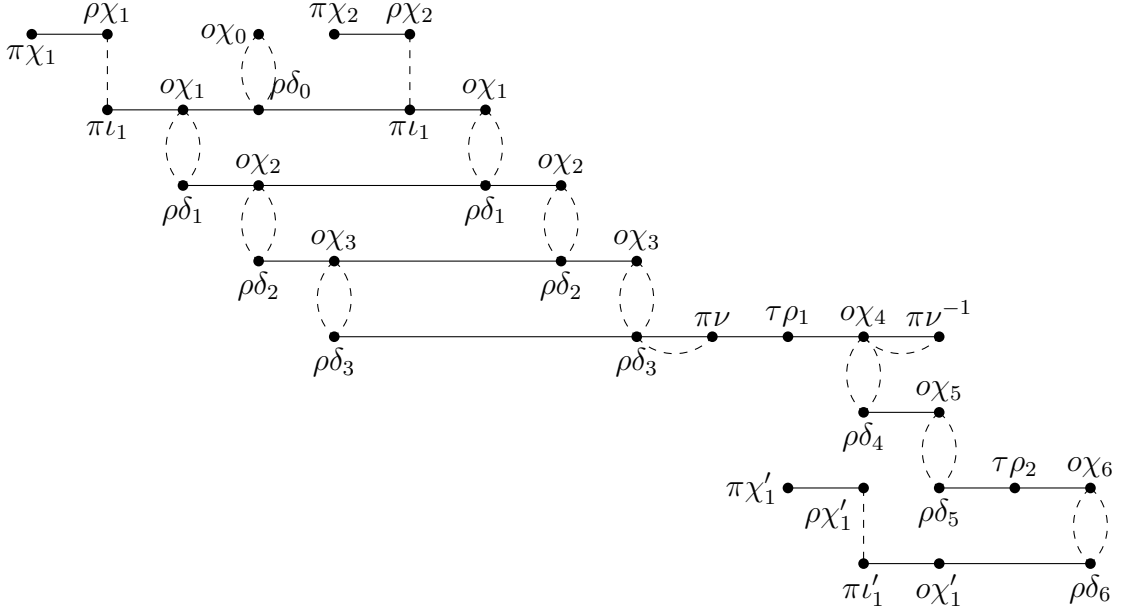 πχ₁ ρχ₁ οχ₀ πχ₂ ρχ₂
πι₁ οχ₁ ρδ₀ πι₁ οχ₁
ρδ₁ οχ₂ ρδ₁ οχ₂
ρδ₂ οχ₃ ρδ₂ οχ₃
ρδ₃ ρδ₃ πν τρ₁ οχ₄ πν⁻¹
ρδ₄ οχ₅
πχ′₁ ρχ′₁ ρδ₅ τρ₂ οχ₆
πι′₁ οχ′₁ ρδ₆